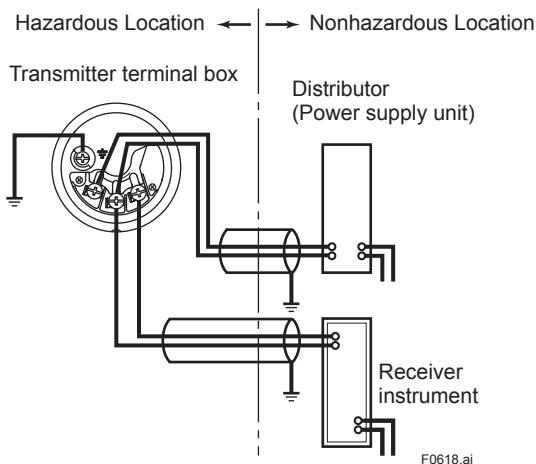 Hazardous Location
Nonhazardous Location
Transmitter terminal box
Distributor
(Power supply unit)
Receiver
instrument
F0618.ai